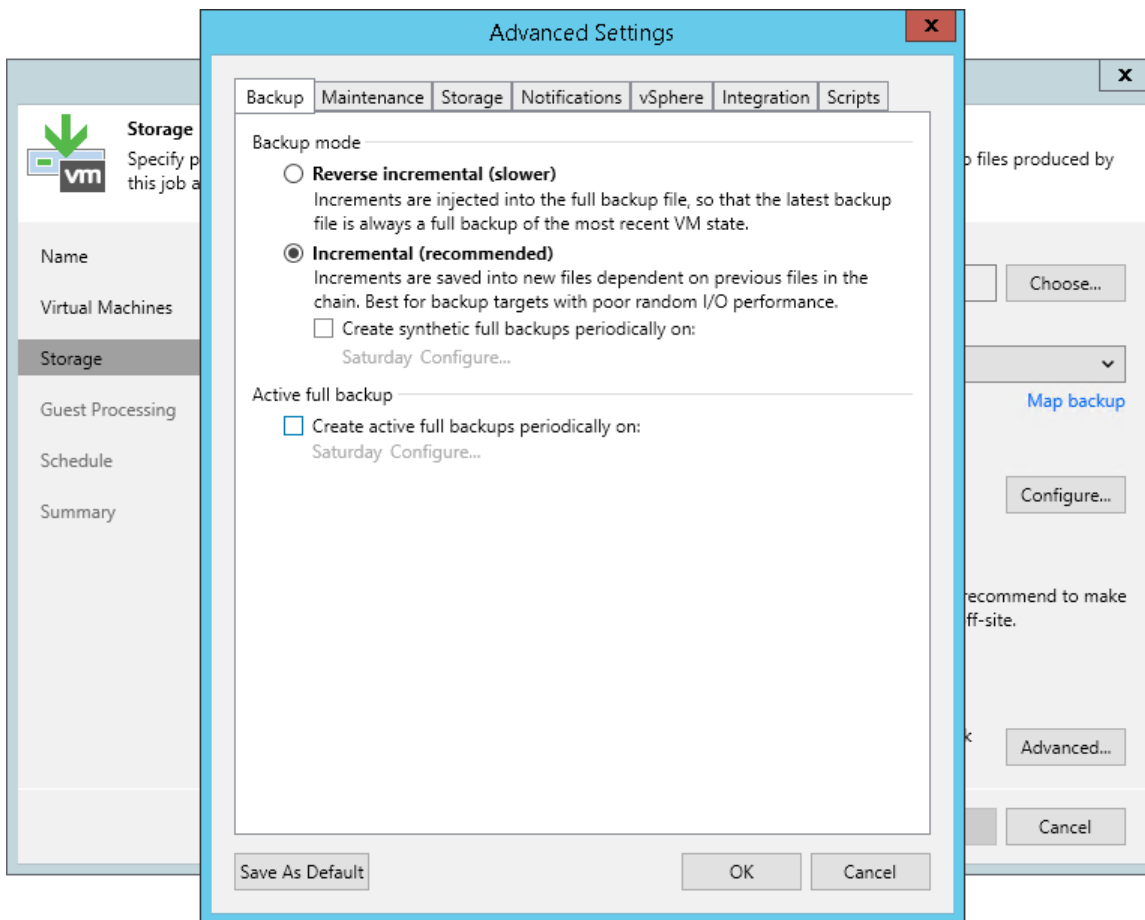 Advanced Settings
x
x
Backup
Maintenance
Storage
Notifications
vSphere
Integration
Scripts
Backup mode
Reverse incremental (slower)
Increments are injected into the full backup file, so that the latest backup
file is always a full backup of the most recent VM state.
Incremental (recommended)
Increments are saved into new files dependent on previous files in the
chain. Best for backup targets with poor random I/O performance.
Create synthetic full backups periodically on:
Saturday Configure...
Active full backup
Create active full backups periodically on:
Saturday Configure...
Save As Default
OK
Cancel
vm
Storage
Specify p
this job a
files produced by
Name
Virtual Machines
Storage
Guest Processing
Schedule
Summary
Choose...
Map backup
Configure...
recommend to make
ff-site.
Advanced...
Cancel